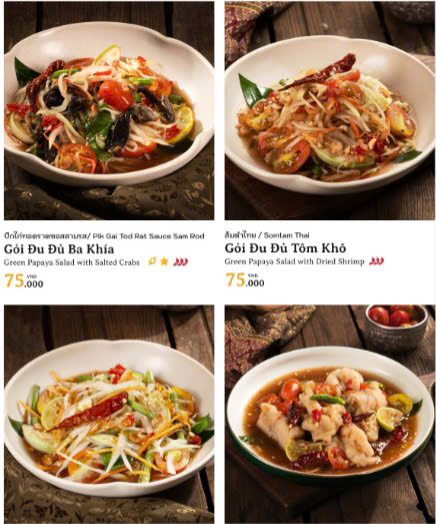 ปีกไก่ทอดราดซอสสามรส/ Pik Gai Tod Rat Sauce Sam Rod
Gỏi Đu Đủ Ba Khía
Green Papaya Salad with Salted Crabs
75 VND .000
ส้มตำไทย / Somtam Thai
Gỏi Đu Đủ Tôm Khô
Green Papaya Salad with Dried Shrimp
75 VND .000